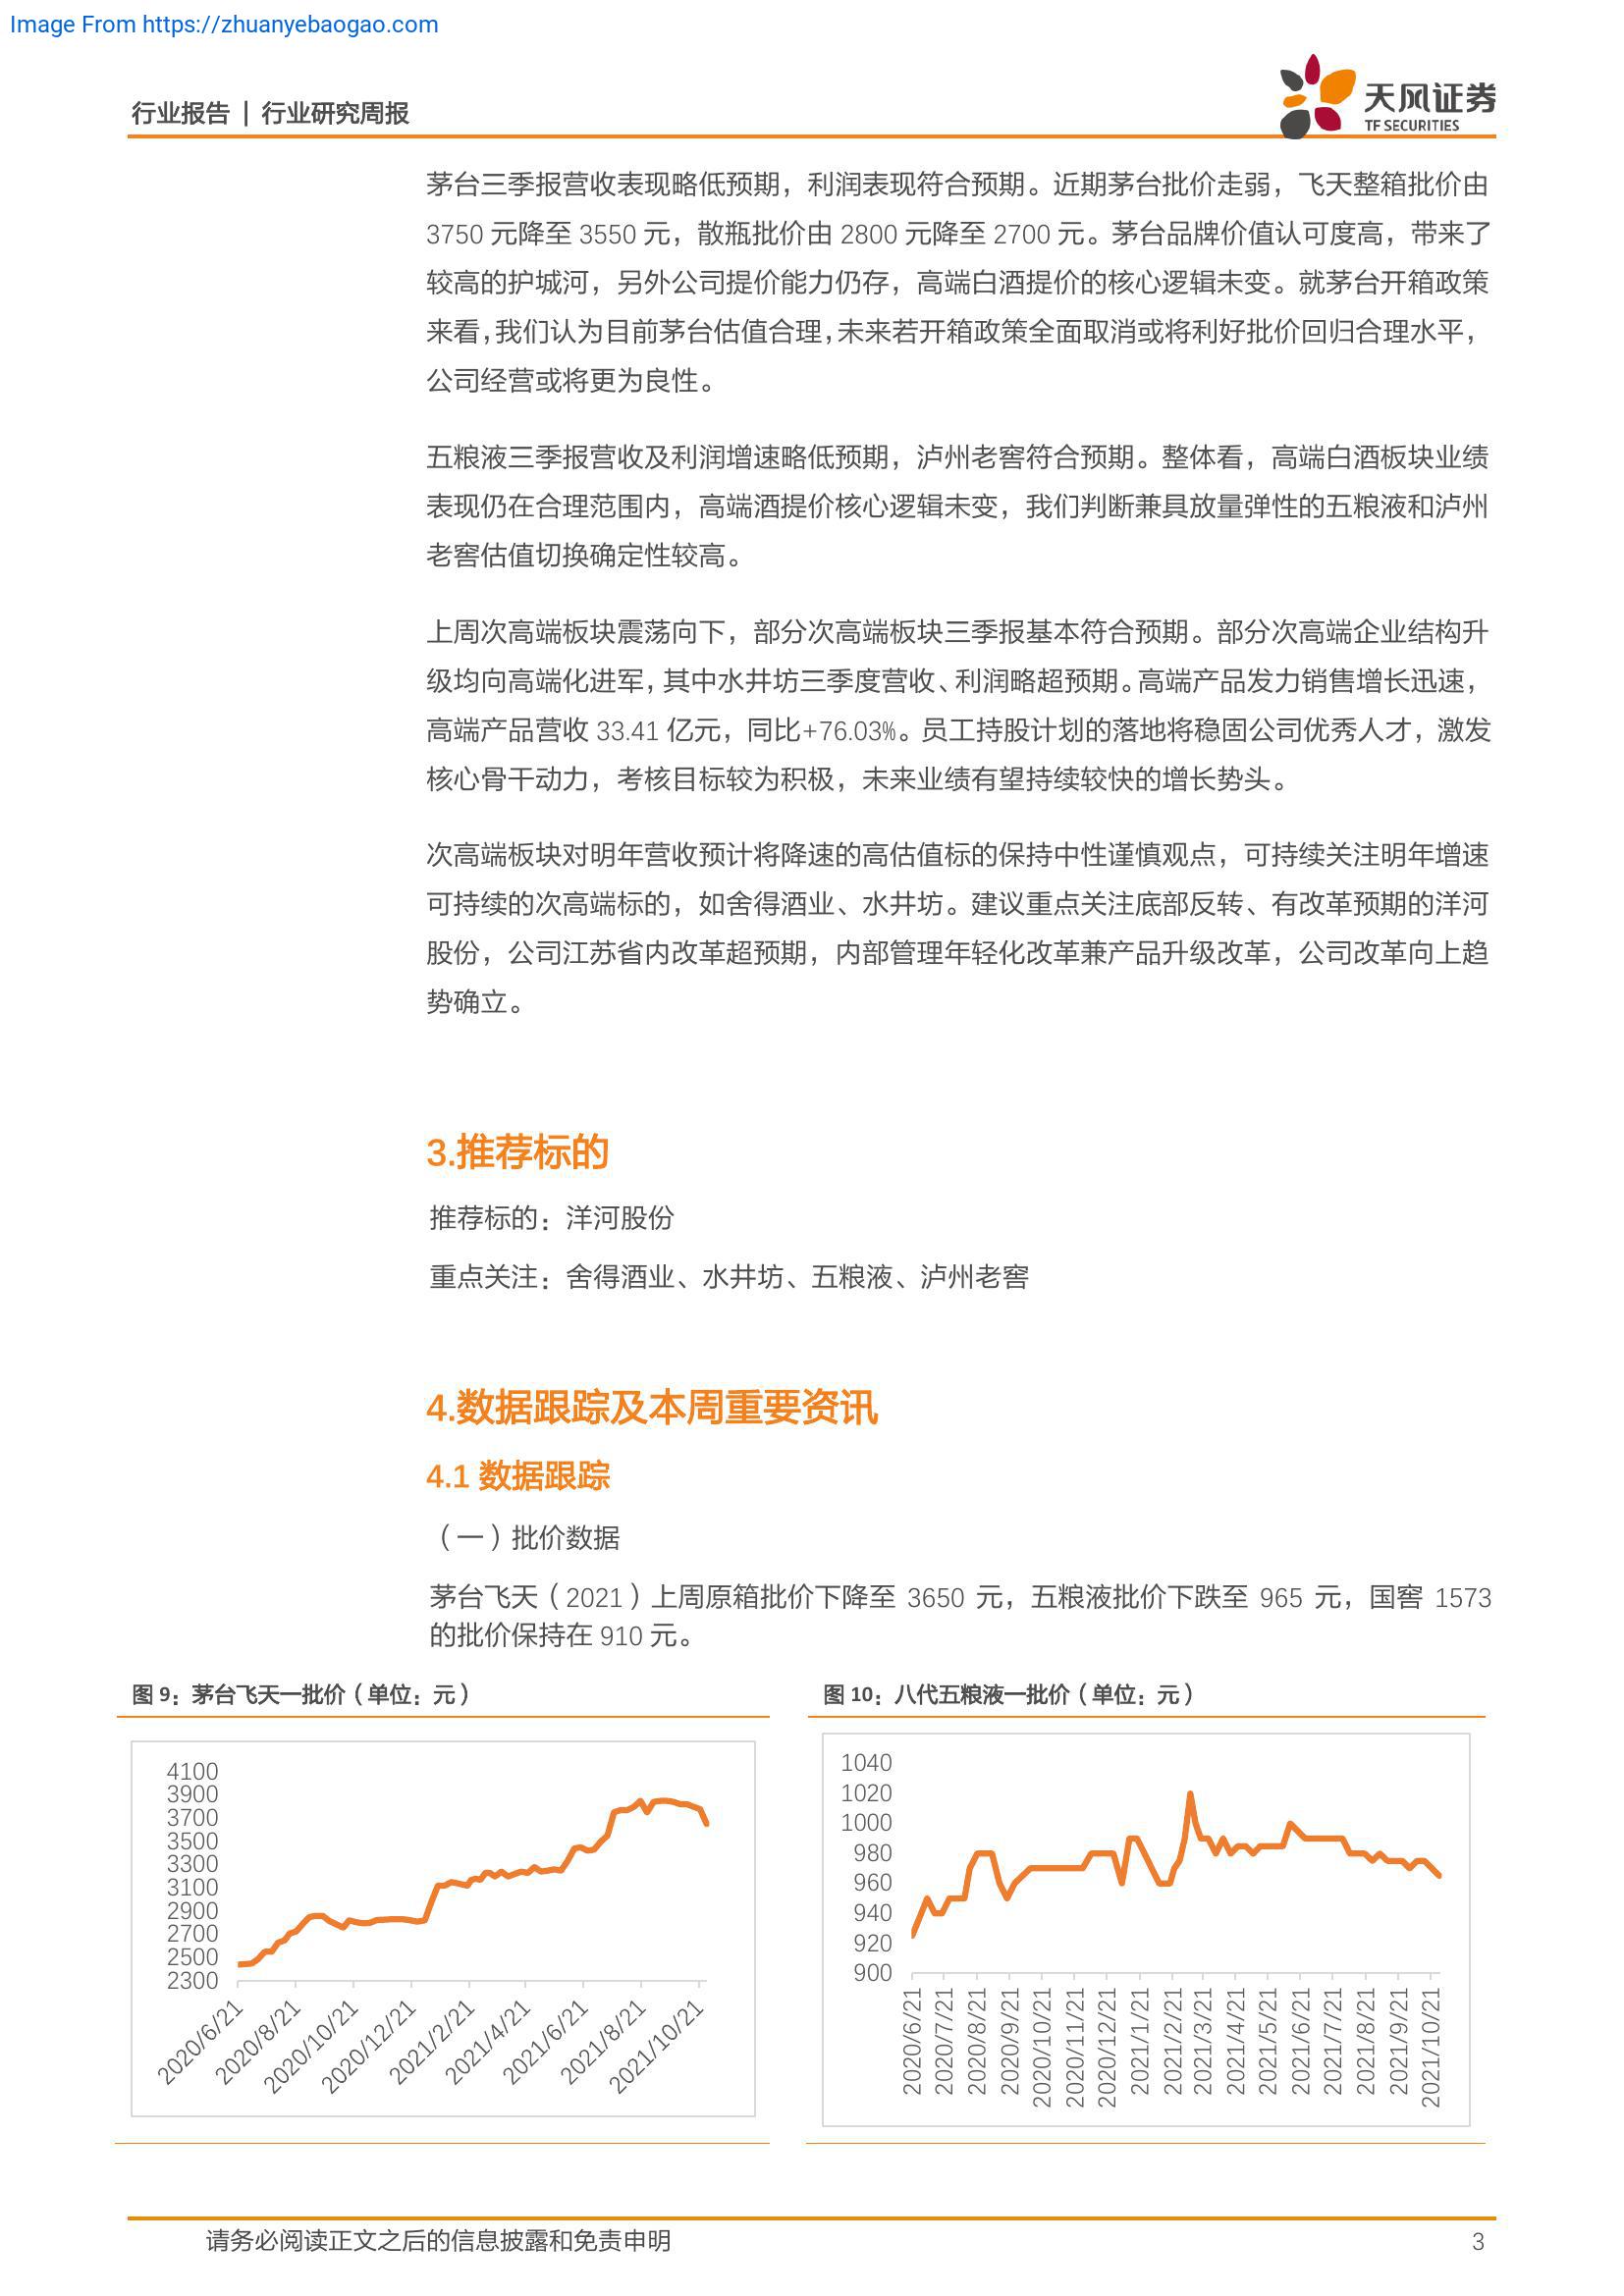 Image From https://zhuanyebaogao.com
行业报告 | 行业研究周报
天风证券
TF SECURITIES
茅台三季报营收表现略低预期，利润表现符合预期。近期茅台批价走弱，飞天整箱批价由
3750 元降至 3550 元，散瓶批价由 2800 元降至 2700 元。茅台品牌价值认可度高，带来了
较高的护城河，另外公司提价能力仍存，高端白酒提价的核心逻辑未变。就茅台开箱政策
来看，我们认为目前茅台估值合理，未来若开箱政策全面取消或将利好批价回归合理水平，
公司经营或将更为良性。
五粮液三季报营收及利润增速略低预期，泸州老窖符合预期。整体看，高端白酒板块业绩
表现仍在合理范围内，高端酒提价核心逻辑未变，我们判断兼具放量弹性的五粮液和泸州
老窖估值切换确定性较高。
上周次高端板块震荡向下，部分次高端板块三季报基本符合预期。部分次高端企业结构升
级均向高端化进军，其中水井坊三季度营收、利润略超预期。高端产品发力销售增长迅速，
高端产品营收 33.41 亿元，同比+76.03%。员工持股计划的落地将稳固公司优秀人才，激发
核心骨干动力，考核目标较为积极，未来业绩有望持续较快的增长势头。
次高端板块对明年营收预计将降速的高估值标的保持中性谨慎观点，可持续关注明年增速
可持续的次高端标的，如舍得酒业、水井坊。建议重点关注底部反转、有改革预期的洋河
股份，公司江苏省内改革超预期，内部管理年轻化改革兼产品升级改革，公司改革向上趋
势确立。
3.推荐标的
推荐标的：洋河股份
重点关注：舍得酒业、水井坊、五粮液、泸州老窖
4.数据跟踪及本周重要资讯
4.1 数据跟踪
（一）批价数据
茅台飞天（2021）上周原箱批价下降至 3650 元，五粮液批价下跌至 965 元，国窖 1573
的批价保持在 910 元。
图 9：茅台飞天一批价（单位：元）
4100
3900
3700
3500
3300
3100
2900
2700
2500
2300
2020/6/21
2020/8/21
2020/10/21
2020/12/21
2021/2/21
2021/4/21
2021/6/21
2021/8/21
2021/10/21
图 10：八代五粮液一批价（单位：元）
1040
1020
1000
980
960
940
920
900
2020/6/21
2020/7/21
2020/8/21
2020/9/21
2020/10/21
2020/11/21
2020/12/21
2021/1/21
2021/2/21
2021/3/21
2021/4/21
2021/5/21
2021/6/21
2021/7/21
2021/8/21
2021/9/21
2021/10/21
请务必阅读正文之后的信息披露和免责申明
3